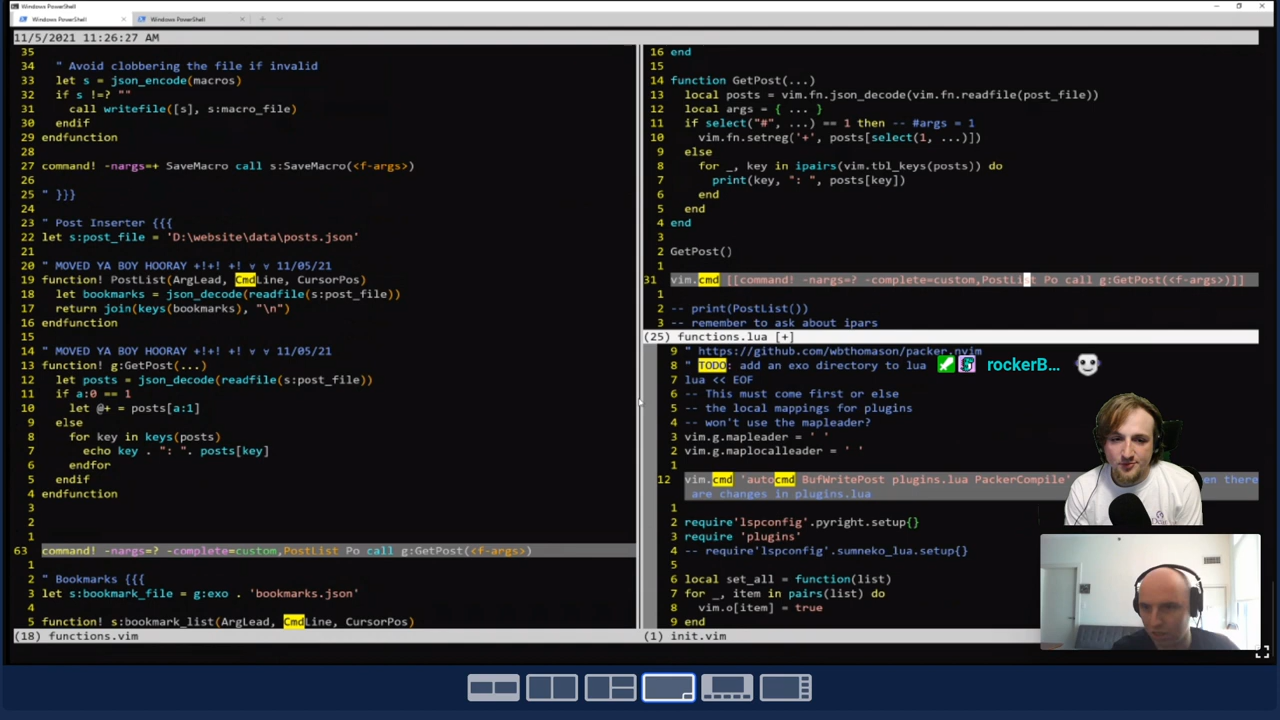 Windows PowerShell
Windows PowerShell
Windows PowerShell
11/5/2021 11:26:27 AM
35
34 " Avoid clobbering the file if invalid
33 let s = json_encode(macros)
32 if s !=? ""
31 call writefile([s], s:macro_file)
30 endif
29 endfunction
28
27 command! -nargs=+ SaveMacro call s:SaveMacro(<f-args>)
26
25 " }}}
24
23 " Post Inserter {{{
22 let s:post_file = 'D:\website\data\posts.json'
21
20 " MOVED YA BOY HOORAY +!+! +! v v 11/05/21
19 function! PostList(ArgLead, CmdLine, CursorPos)
18 let bookmarks = json_decode(readfile(s:post_file))
17 return join(keys(bookmarks), "\n")
16 endfunction
15
14 " MOVED YA BOY HOORAY +!+! +! v v 11/05/21
13 function! g:GetPost(...)
12 let posts = json_decode(readfile(s:post_file))
11 if a:0 == 1
10 let @+ = posts[a:1]
9 else
8 for key in keys(posts)
7 echo key . ": ". posts[key]
6 endfor
5 endif
4 endfunction
3
2
1
63 command! -nargs=? -complete=custom,PostList Po call g:GetPost(<f-args>)
1
2 " Bookmarks {{{
3 let s:bookmark_file = g:exo . 'bookmarks.json'
4
5 function! s:bookmark_list(ArgLead, CmdLine, CursorPos)
(18) functions.vim
16 end
15
14 function GetPost(...)
13 local posts = vim.fn.json_decode(vim.fn.readfile(post_file))
12 local args = { ... }
11 if select("#", ...) == 1 then -- #args = 1
10 vim.fn.setreg('+', posts[select(1, ...)])
9 else
8 for _, key in ipairs(vim.tbl_keys(posts)) do
7 print(key, ": ", posts[key])
6 end
5 end
4 end
3
2 GetPost()
1
31 vim.cmd [[command! -nargs=? -complete=custom,PostList Po call g:GetPost(<f-args>)]]
1
2 -- print(PostList())
3 -- remember to ask about ipars
(25) functions.lua [+]
9 " https://github.com/wbthomason/packer.nvim
8 " TODO: add an exo directory to lua
rockerB...
7 lua << EOF
6 -- This must come first or else
5 -- the local mappings for plugins
4 -- won't use the mapleader?
3 vim.g.mapleader = ' '
2 vim.g.maplocalleader = ' '
1
12 vim.cmd 'autocmd BufWritePost plugins.lua PackerCompile' en there
are changes in plugins.lua
1
2 require'lspconfig'.pyright.setup{}
3 require 'plugins'
4 -- require'lspconfig'.sumneko_lua.setup{}
5
6 local set_all = function(list)
7 for _, item in pairs(list) do
8 vim.o[item] = true
9 end
(1) init.vim